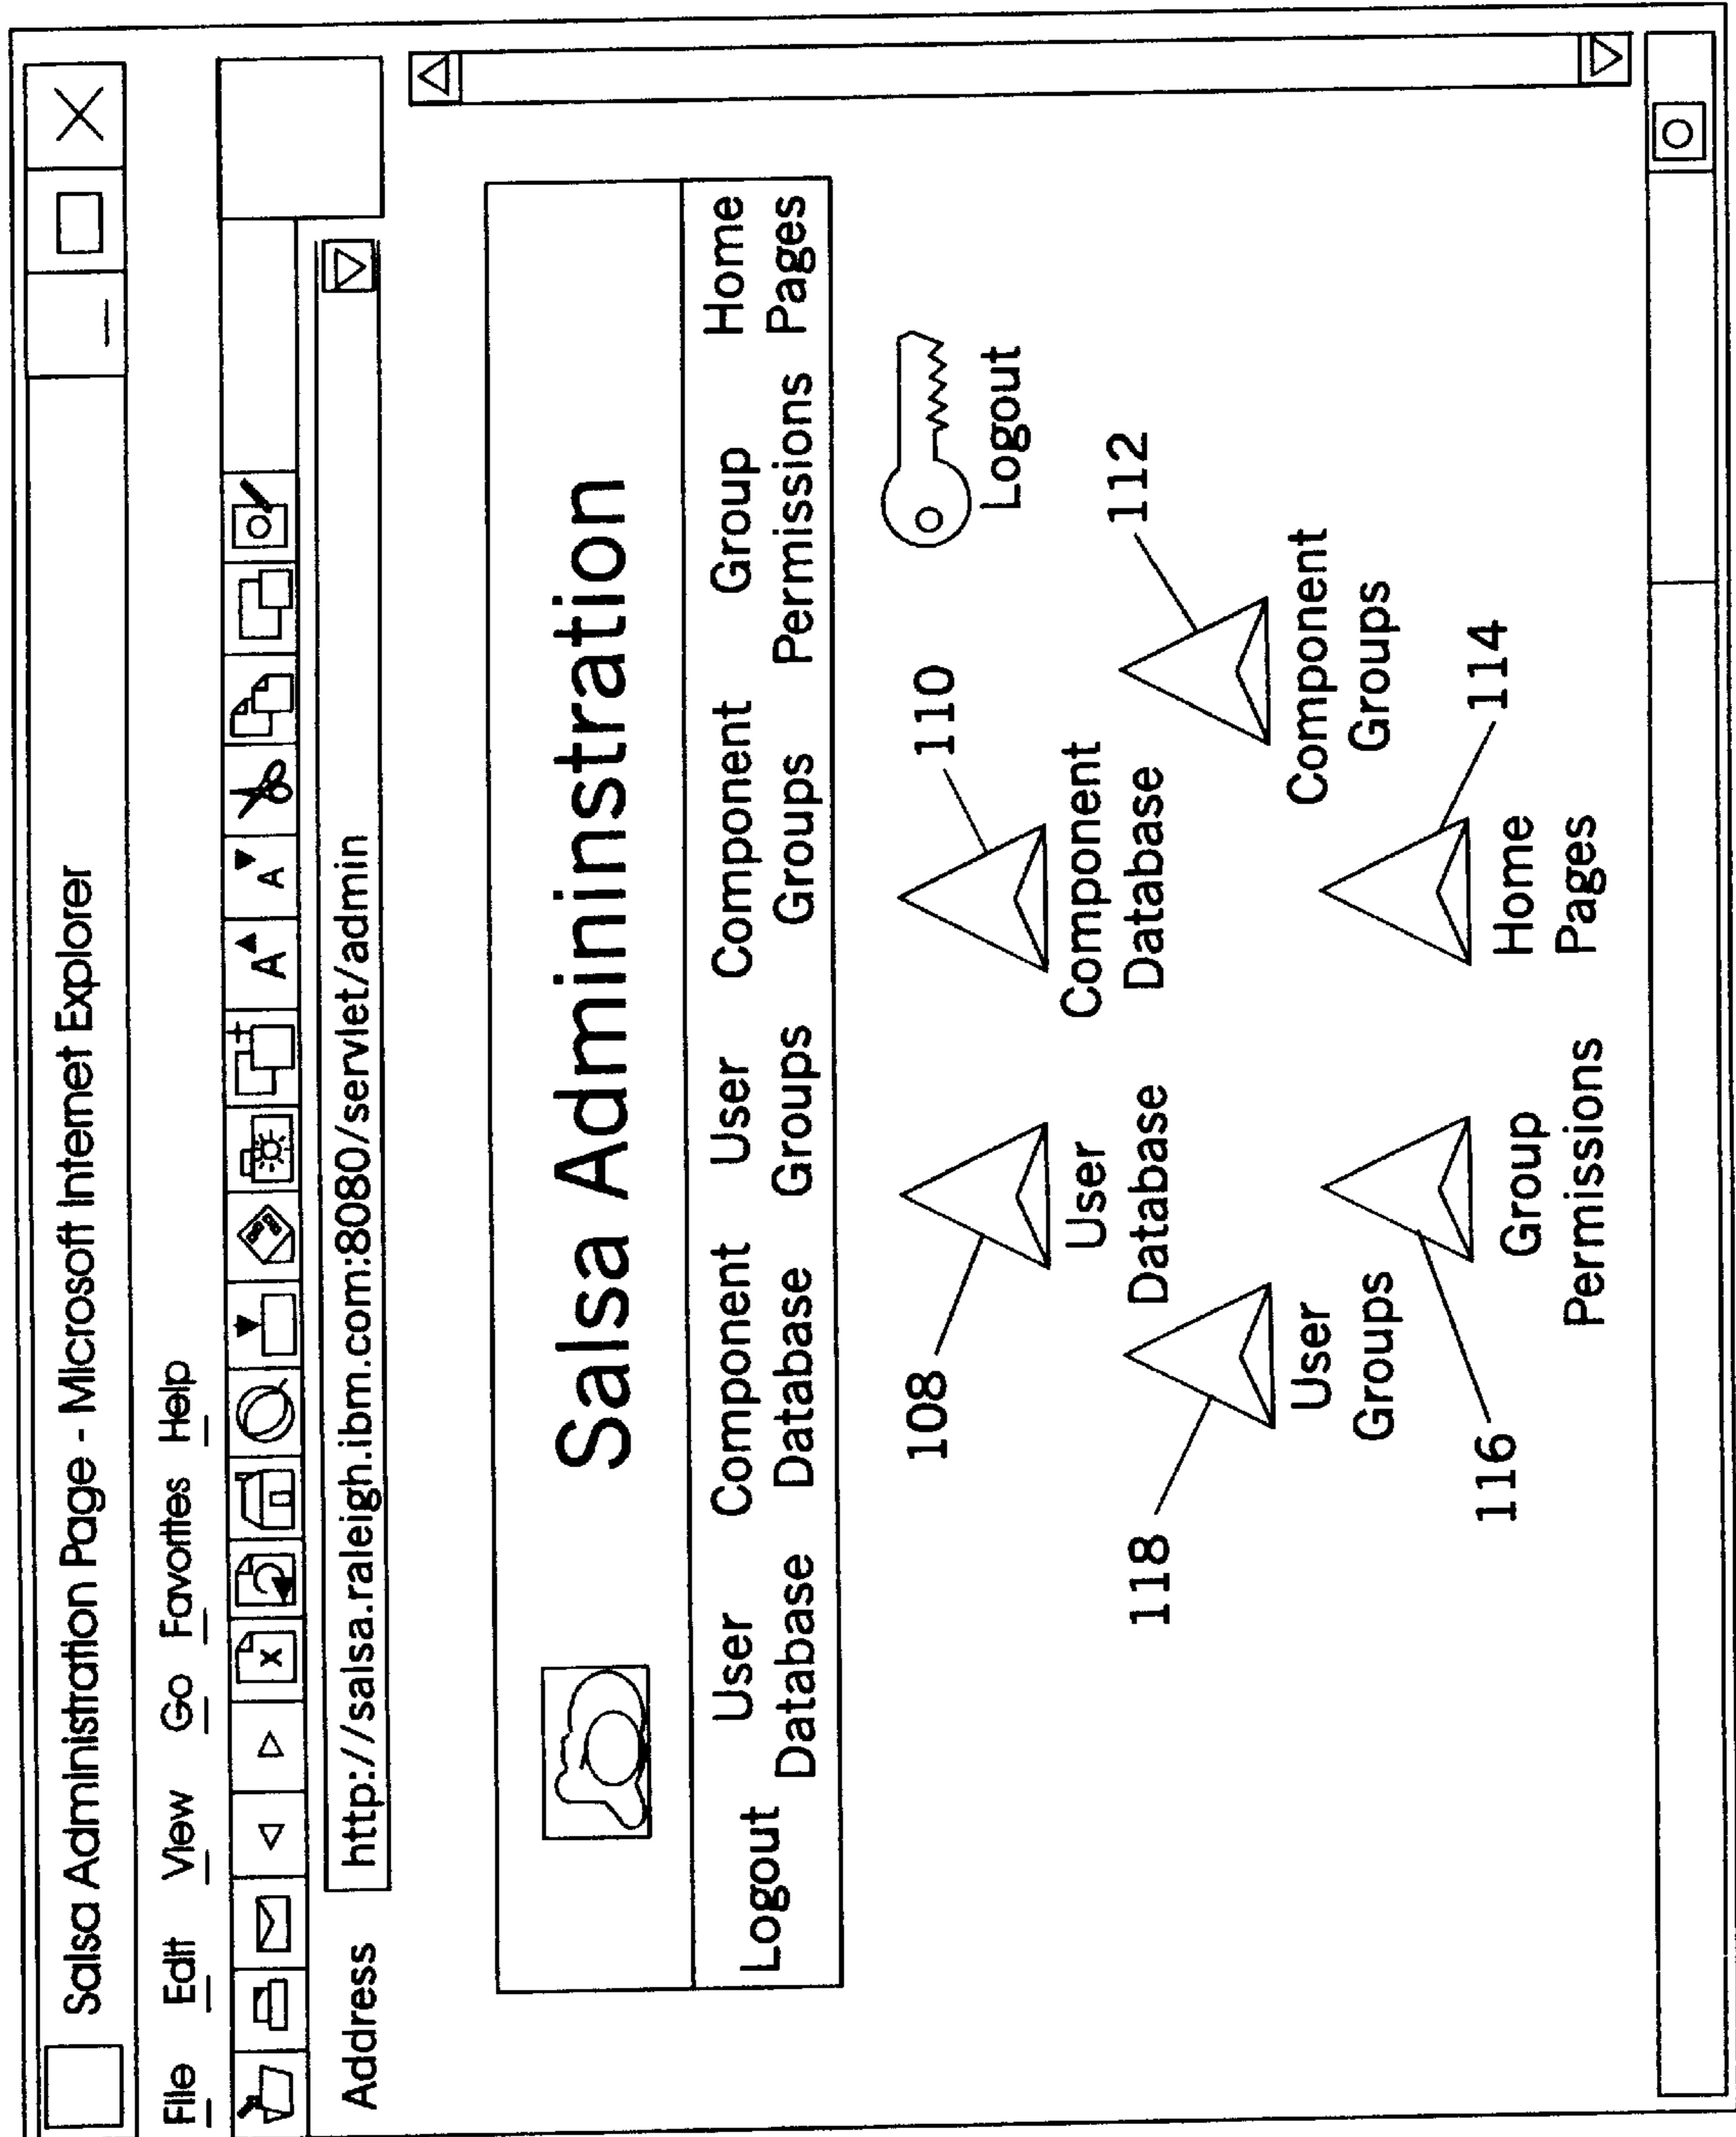 Salsa Administration Page - Microsoft Internet Explorer
File Edit View Go Favorites Help
x A A
Address http://salsa.raleigh.ibm.com:8080/servlet/admin
Salsa Admininstration
Logout
User Database
Component Database
User Groups
Component Groups
Group Permissions
Home Pages
Logout
108
User
Database
110
Component
Database
112
Component
Groups
118
User
Groups
116
Group
Permissions
114
Home
Pages